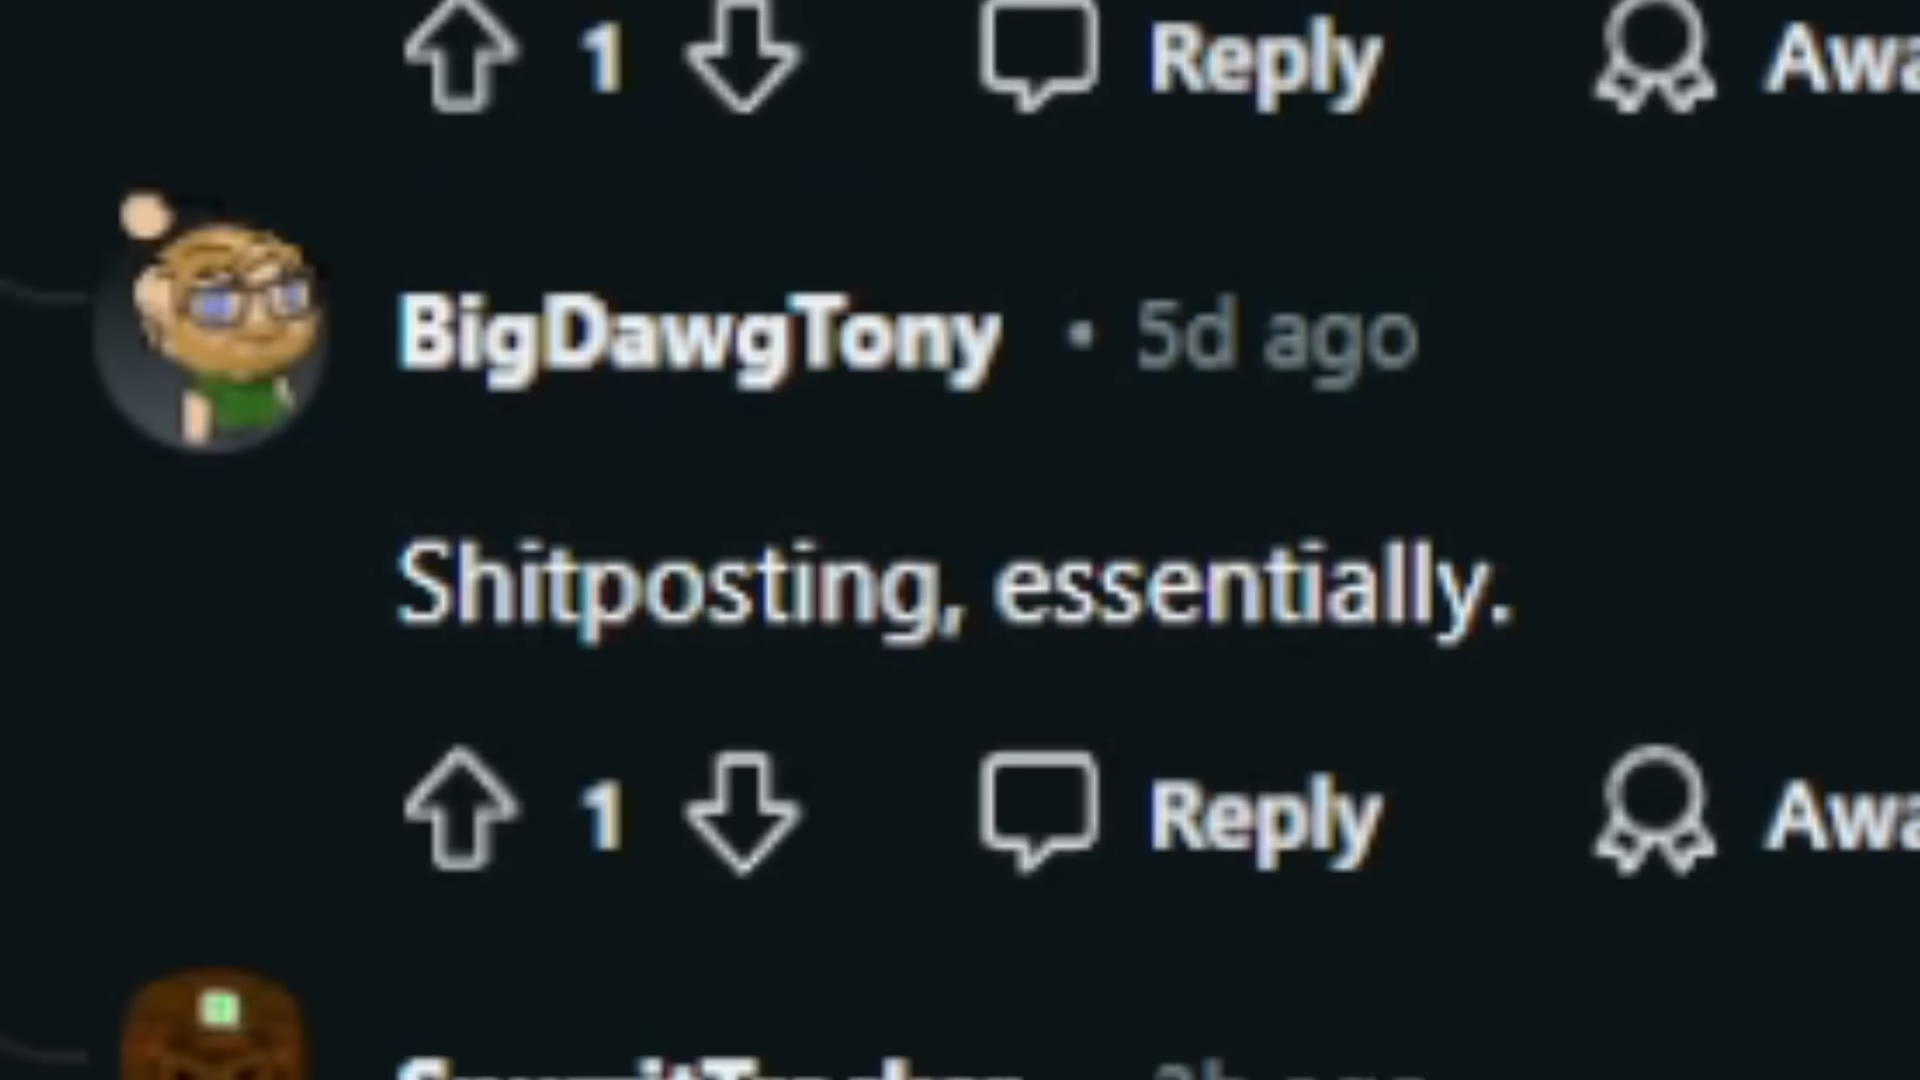 1 Reply
BigDawgTony • 5d ago
Shitposting, essentially.
1 Reply